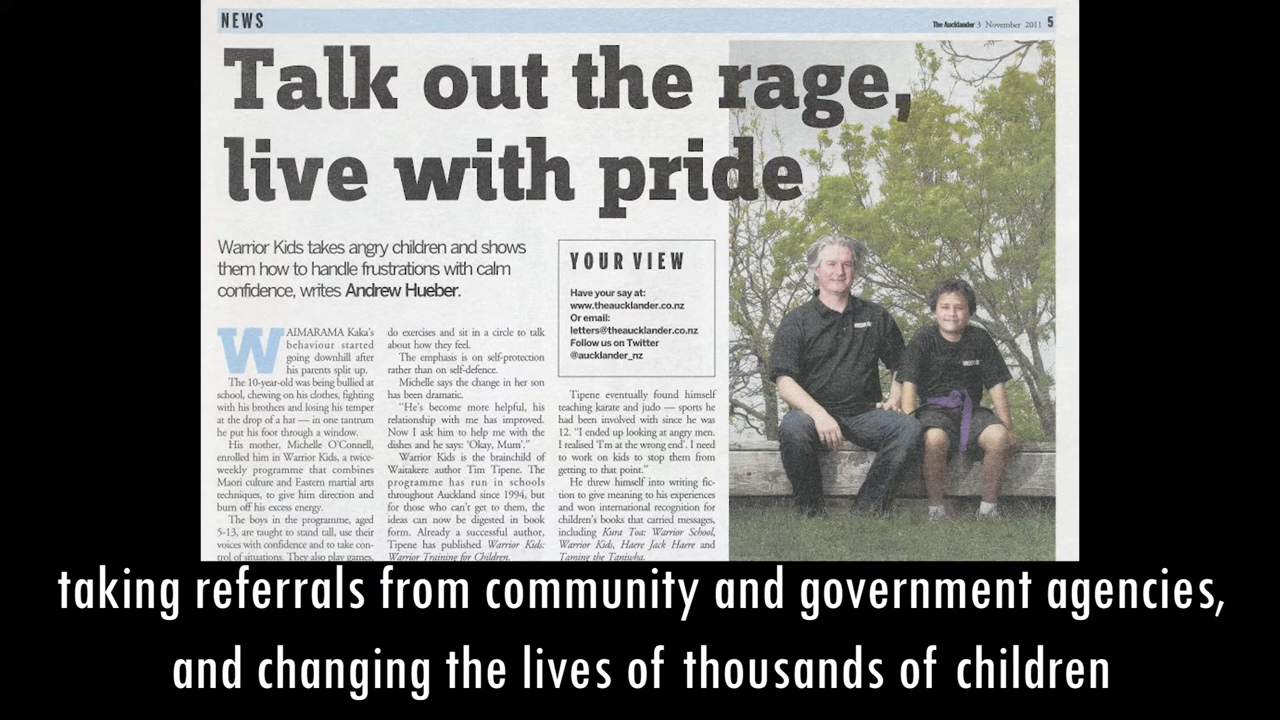 NEWS
The Aucklander 3 November 2011 5
Talk out the rage,
live with pride
Warrior Kids takes angry children and shows
them how to handle frustrations with calm
confidence, writes Andrew Hueber.
WAIMARAMA Kaka's
behaviour started
going downhill after
his parents split up.
The 10-year-old was being bullied at
school, chewing on his clothes, fighting
with his brothers and losing his temper
at the drop of a hat — in one tantrum
he put his foot through a window.
His mother, Michelle O'Connell,
enrolled him in Warrior Kids, a twice-
weekly programme that combines
Maori culture and Eastern martial arts
techniques, to give him direction and
burn off his excess energy.
The boys in the programme, aged
5-13, are taught to stand tall, use their
voices with confidence and to take con-
trol of situations. They also play games,
do exercises and sit in a circle to talk
about how they feel.
The emphasis is on self-protection
rather than on self-defence.
Michelle says the change in her son
has been dramatic.
"He's become more helpful, his
relationship with me has improved.
Now I ask him to help me with the
dishes and he says: 'Okay, Mum'."
Warrior Kids is the brainchild of
Waitakere author Tim Tipene. The
programme has run in schools
throughout Auckland since 1994, but
for those who can't get to them, the
ideas can now be digested in book
form. Already a successful author,
Tipene has published Warrior Kids:
Warrior Training for Children.
YOUR VIEW
Have your say at:
www.theaucklander.co.nz
Or email:
letters@theaucklander.co.nz
Follow us on Twitter
@aucklander_nz
Tipene eventually found himself
teaching karate and judo — sports he
had been involved with since he was
12. "I ended up looking at angry men.
I realised 'I'm at the wrong end'. I need
to work on kids to stop them from
getting to that point."
He threw himself into writing fic-
tion to give meaning to his experiences
and won international recognition for
children's books that carried messages,
including Kura Toa: Warrior School,
Warrior Kids, Haere Jack Haere and
Taming the Taniwha.
taking referrals from community and government agencies,
and changing the lives of thousands of children